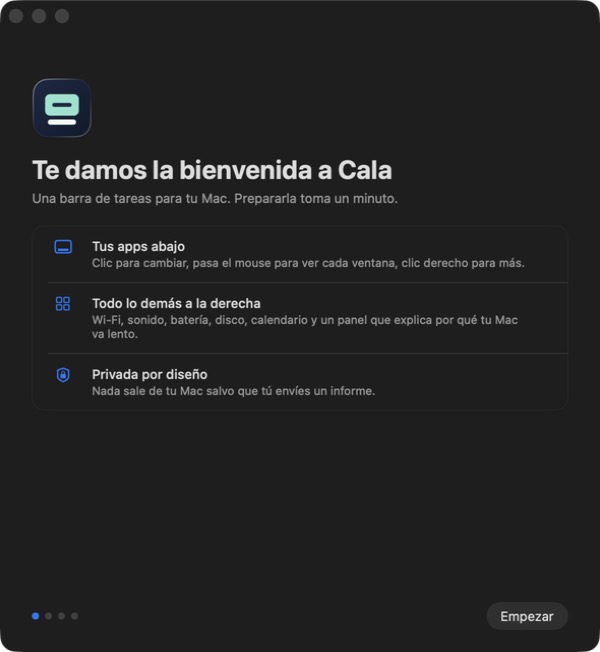 Te damos la bienvenida a Cala
Una barra de tareas para tu Mac. Prepararla toma un minuto.
Tus apps abajo
Clic para cambiar, pasa el mouse para ver cada ventana, clic derecho para más.
Todo lo demás a la derecha
Wi-Fi, sonido, batería, disco, calendario y un panel que explica por qué tu Mac
va lento.
Privada por diseño
Nada sale de tu Mac salvo que tú envíes un informe.
Empezar